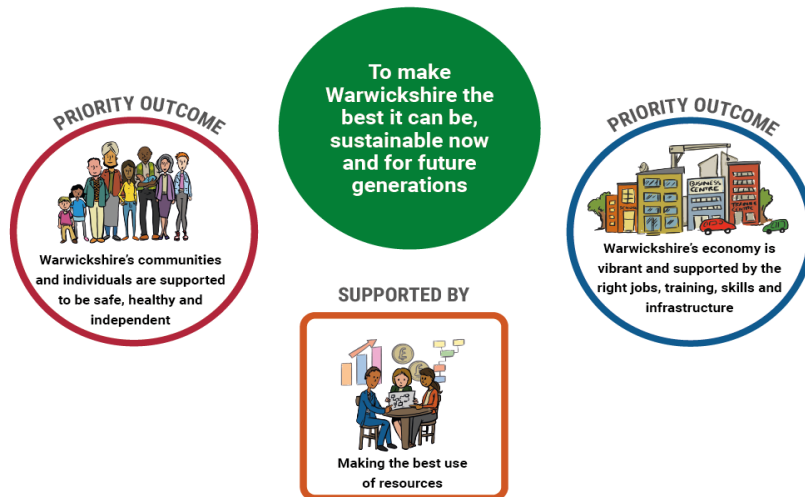 To make
Warwickshire the
best it can be,
sustainable now
and for future
generations
PRIORITY OUTCOME
Warwickshire's communities
and individuals are supported
to be safe, healthy and
independent
PRIORITY OUTCOME
BUSINESS
CENTRE
Warwickshire's economy is
vibrant and supported by the
right jobs, training, skills and
infrastructure
SUPPORTED BY
£
£
Making the best use
of resources